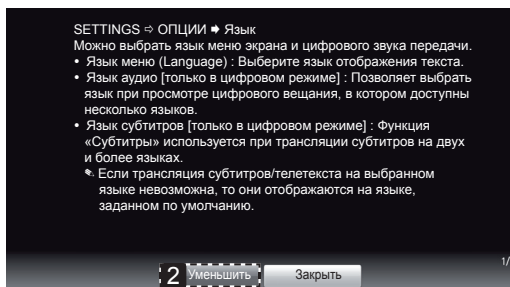 SETTINGS ⇨ ОПЦИИ ➧ Язык
Можно выбрать язык меню экрана и цифрового звука передачи.
• Язык меню (Language) : Выберите язык отображения текста.
• Язык аудио [только в цифровом режиме] : Позволяет выбрать
язык при просмотре цифрового вещания, в котором доступны
несколько языков.
• Язык субтитров [только в цифровом режиме] : Функция
«Субтитры» используется при трансляции субтитров на двух
и более языках.
Если трансляция субтитров/телетекста на выбранном
языке невозможна, то они отображаются на языке,
заданном по умолчанию.
1/
2 Уменьшить Закрыть